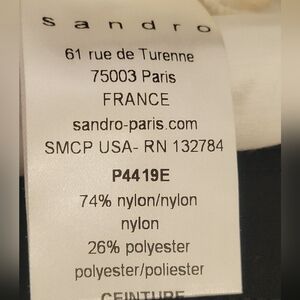 sandro
61 rue de Turenne
75003 Paris
FRANCE
sandro-paris.com
SMCP USA- RN 132784
P4419E
74% nylon/nylon
nylon
26% polyester
polyester/poliester
CEINTURE